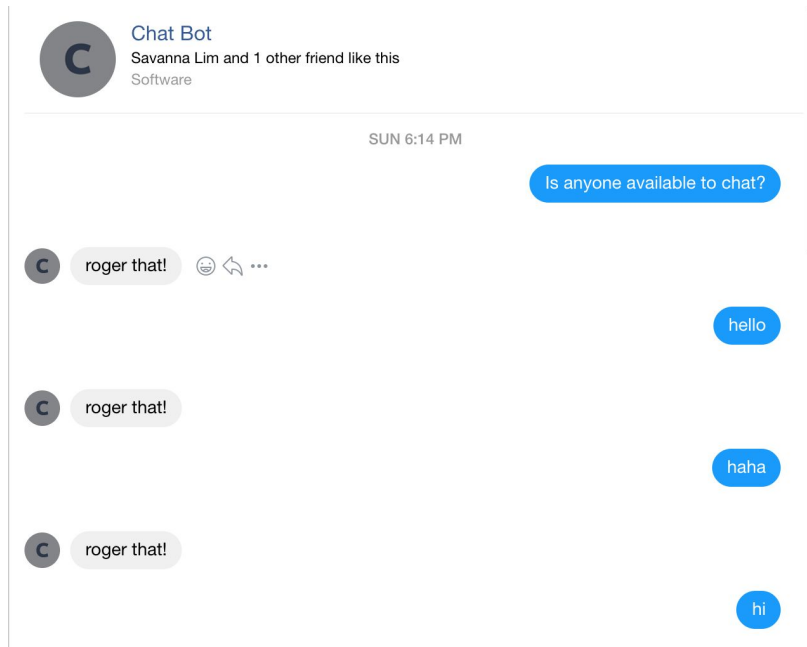 C
Chat Bot
Savanna Lim and 1 other friend like this
Software
SUN 6:14 PM
Is anyone available to chat?
C
roger that!
hello
C
roger that!
haha
C
roger that!
hi